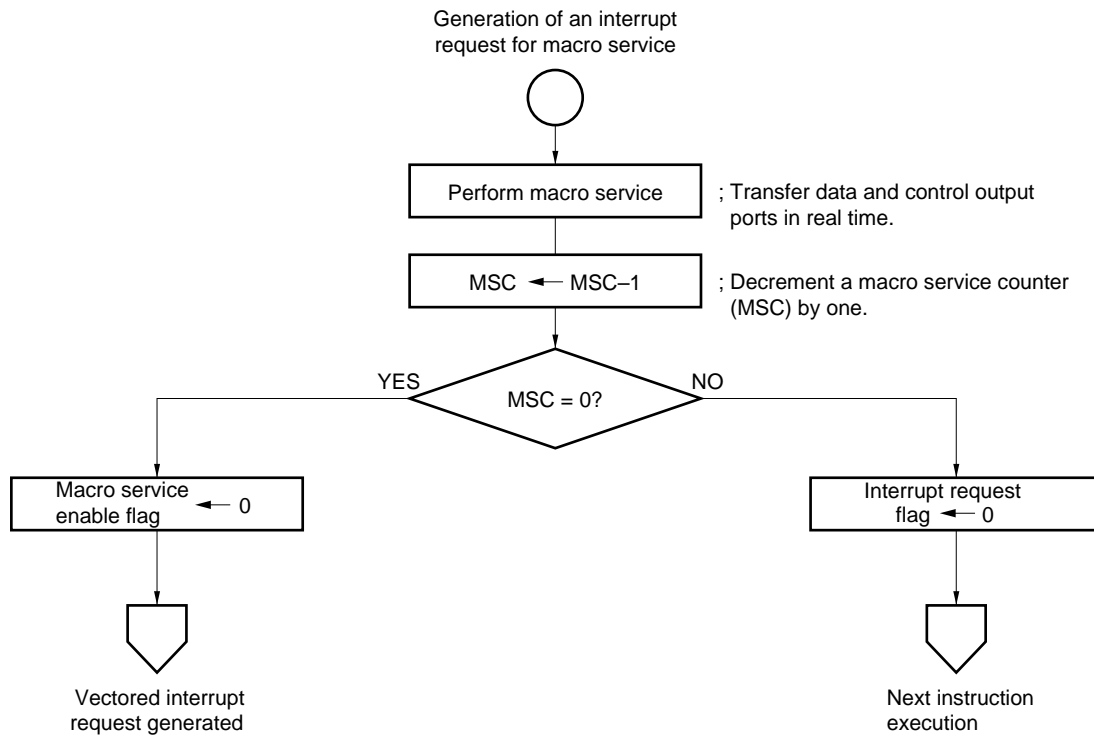 Generation of an interrupt
request for macro service
Perform macro service
; Transfer data and control output
ports in real time.
MSC ← MSC–1
; Decrement a macro service counter
(MSC) by one.
YES
NO
MSC = 0?
Macro service
enable flag ← 0
Interrupt request
flag ← 0
Vectored interrupt
request generated
Next instruction
execution